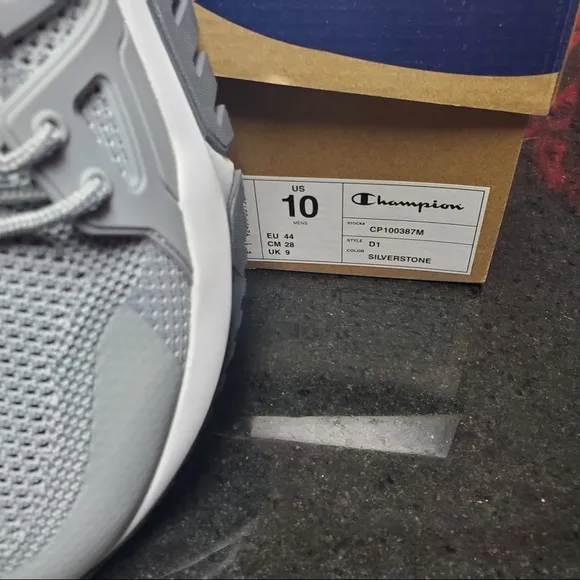 US
10
MENS
EU 44
CM 28
UK 9
Champion
STOCK#
CP100387M
STYLE
D1
COLOR
SILVERSTONE